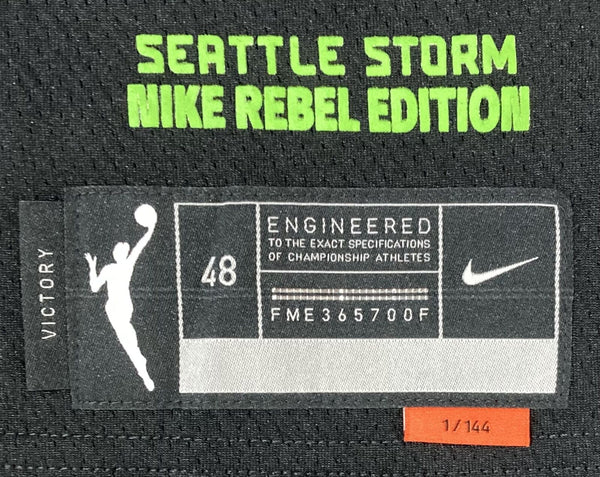 SEATTLE STORM
NIKE REBEL EDITION
VICTORY
48
ENGINEERED
TO THE EXACT SPECIFICATIONS
OF CHAMPIONSHIP ATHLETES
FME365700F
1/144